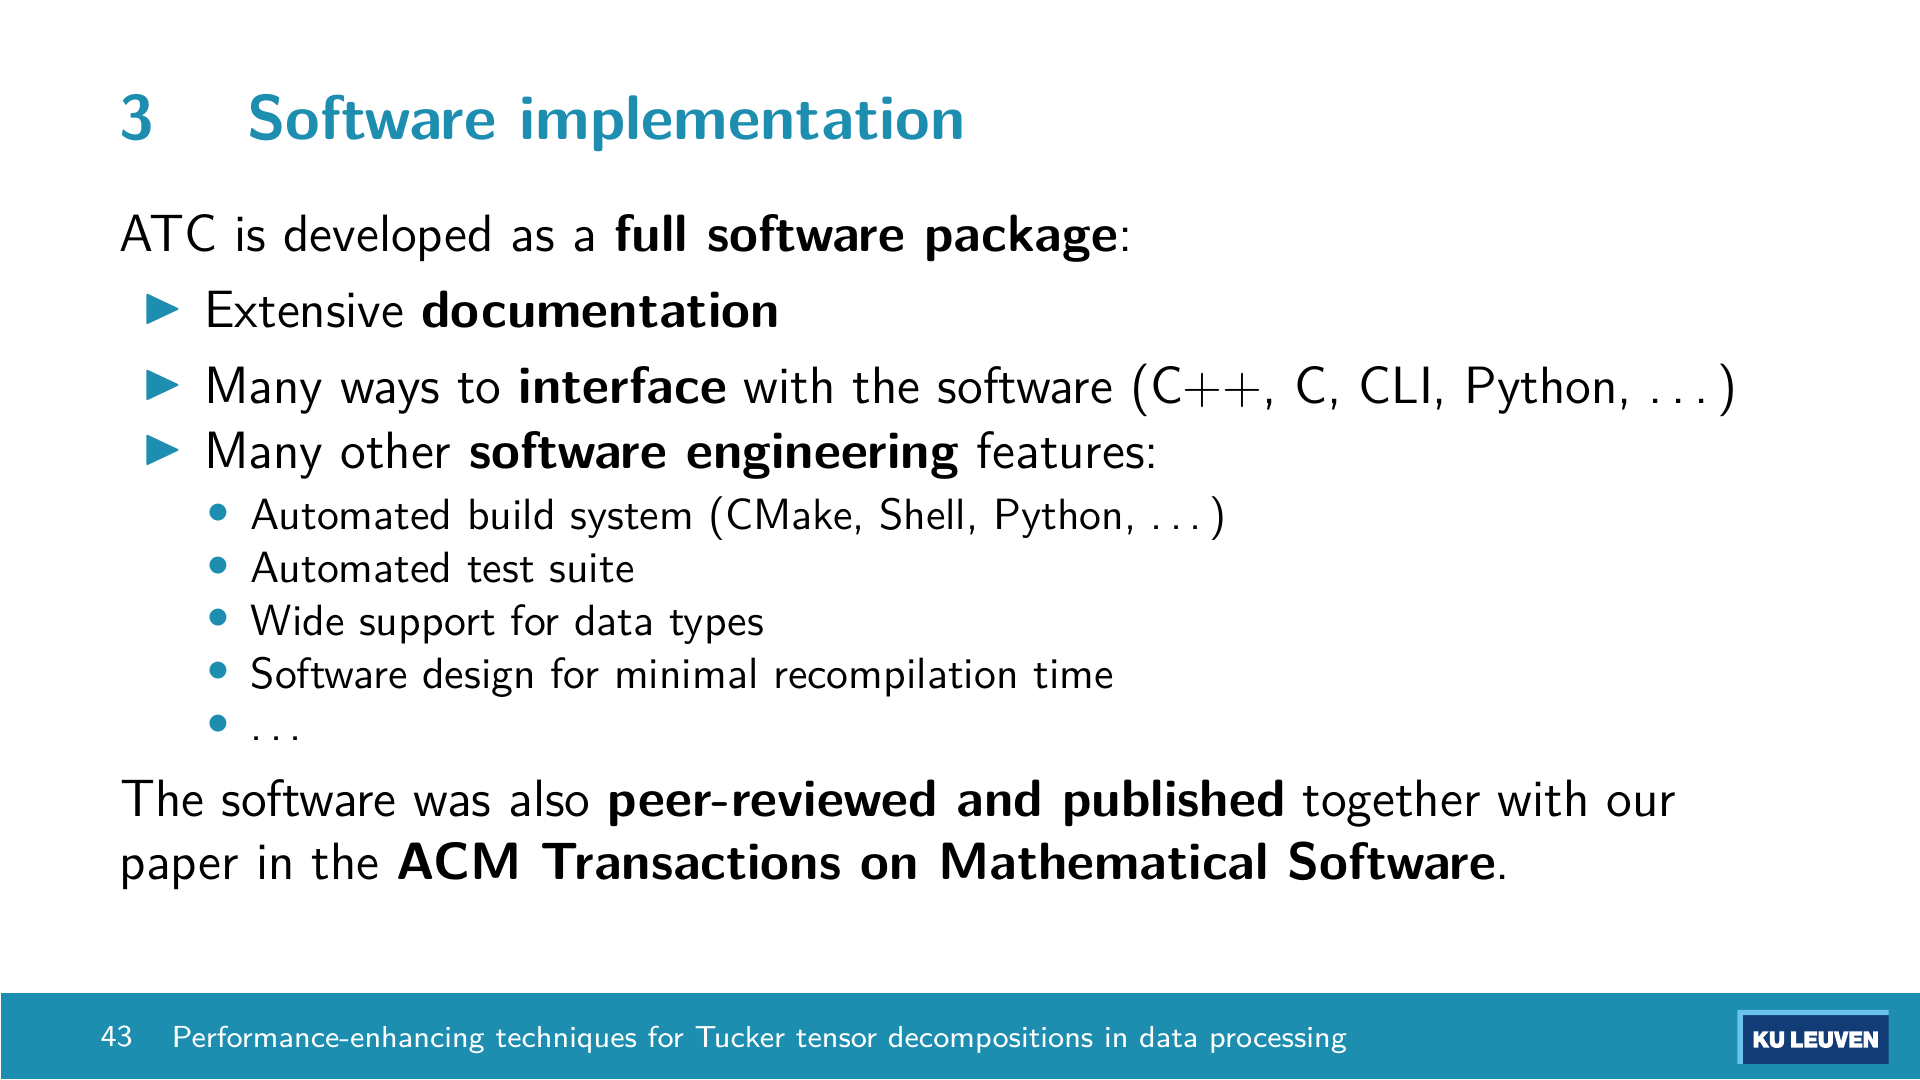 3 Software implementation
ATC is developed as a full software package:
▶ Extensive documentation
▶ Many ways to interface with the software (C++, C, CLI, Python, ...)
▶ Many other software engineering features:
• Automated build system (CMake, Shell, Python, ...)
• Automated test suite
• Wide support for data types
• Software design for minimal recompilation time
• ...
The software was also peer-reviewed and published together with our
paper in the ACM Transactions on Mathematical Software.
43 Performance-enhancing techniques for Tucker tensor decompositions in data processing
KU LEUVEN